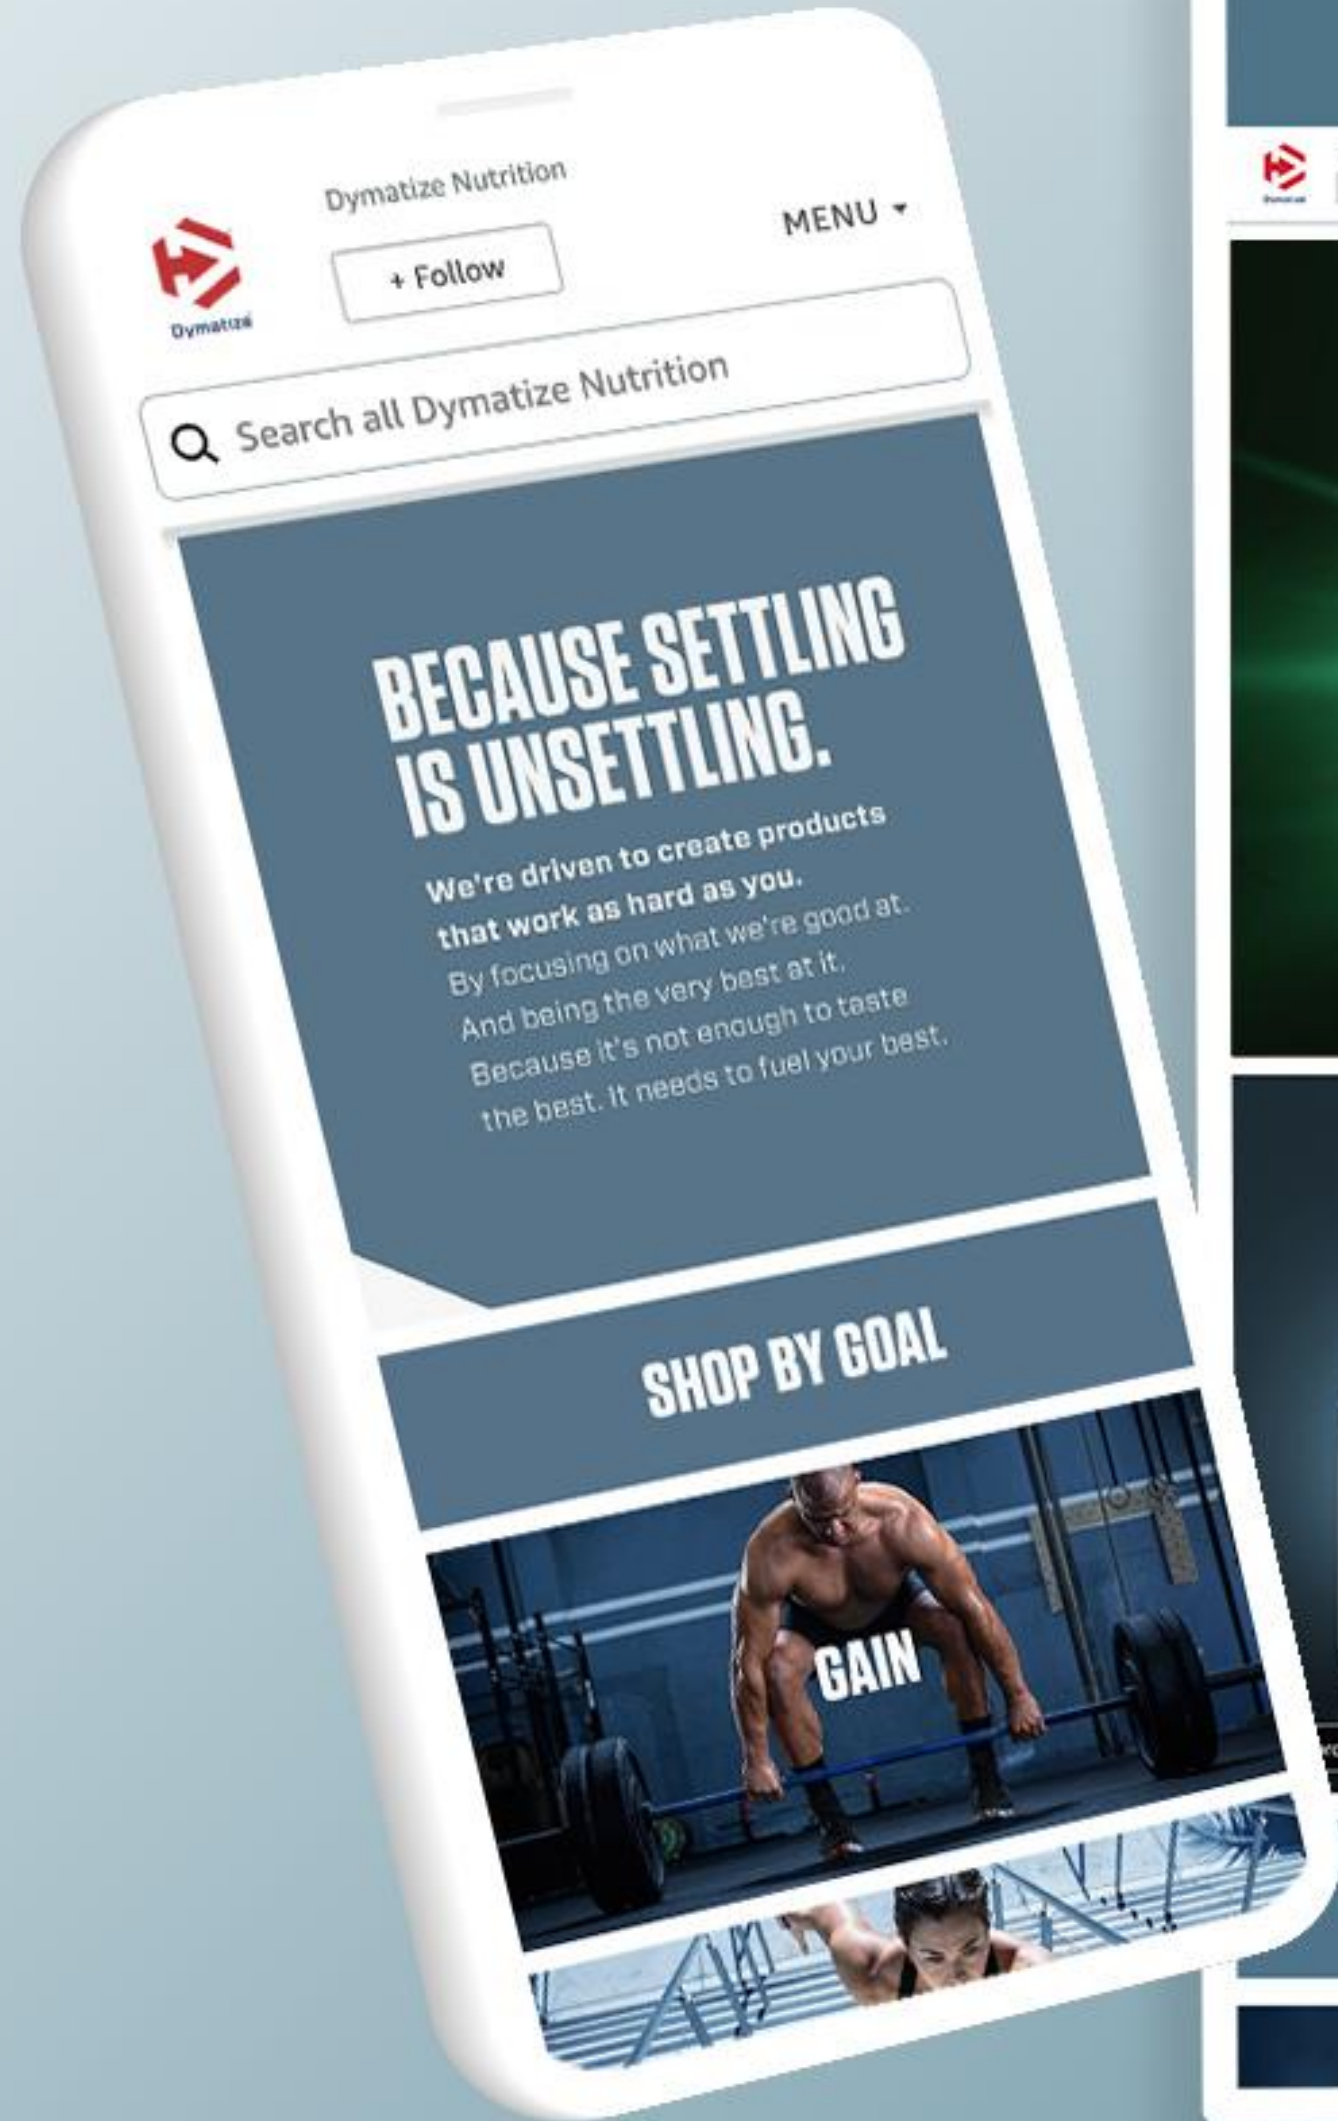 Dymatize Nutrition
+ Follow
MENU
Dymatize
Search all Dymatize Nutrition
BECAUSE SETTLING
IS UNSETTLING.
We're driven to create products
that work as hard as you.
By focusing on what we're good at.
And being the very best at it.
Because it's not enough to taste
the best. It needs to fuel your best.
SHOP BY GOAL
GAIN